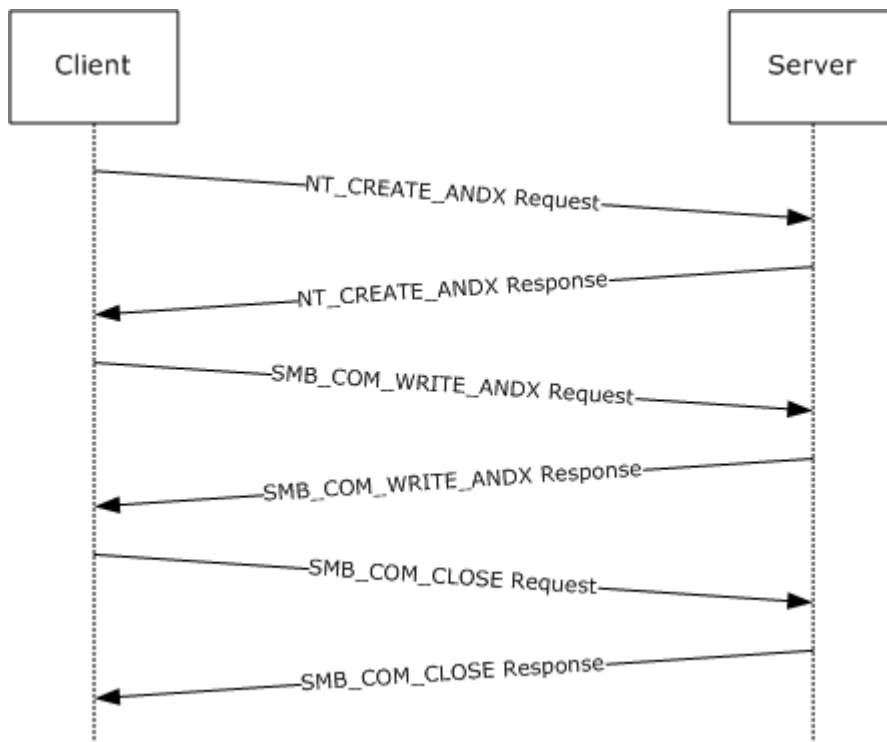 Client
Server
NT_CREATE_ANDX Request
NT_CREATE_ANDX Response
SMB_COM_WRITE_ANDX Request
SMB_COM_WRITE_ANDX Response
SMB_COM_CLOSE Request
SMB_COM_CLOSE Response